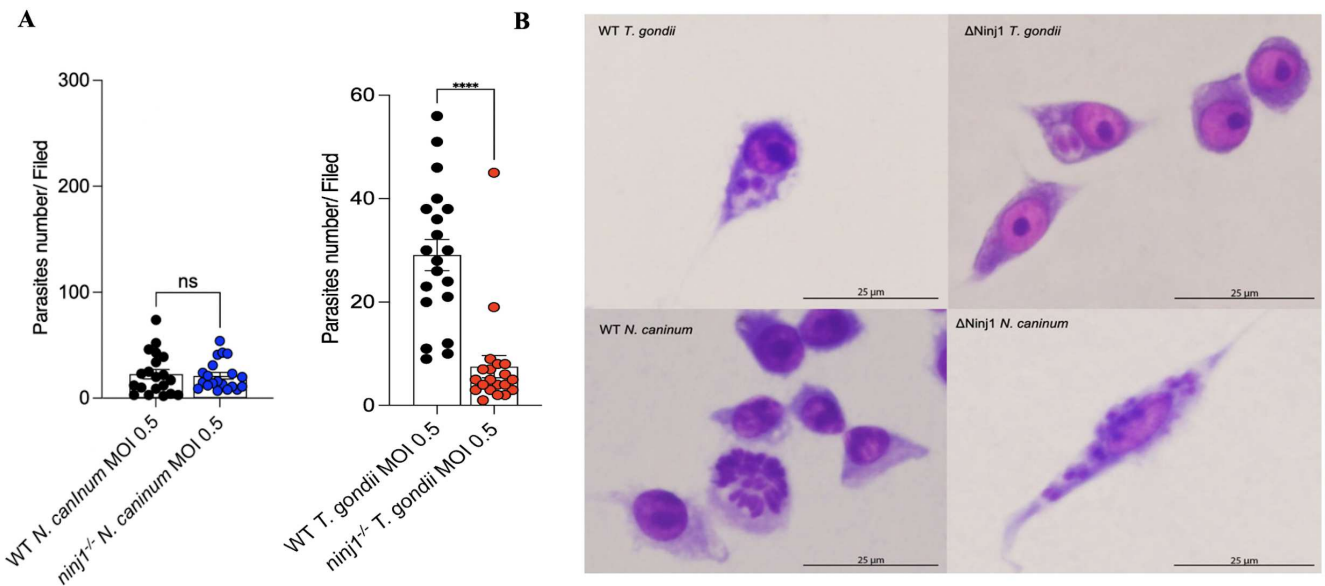 A
B
300
200
100
0
Parasites number/ Filed
ns
WT N. canInum MOI 0.5
ninj1-/- N. caninum MOI 0.5
60
40
20
0
Parasites number/ Filed
****
WT T. gondii MOI 0.5
ninj1-/- T. gondii MOI 0.5
WT T. gondii
25 µm
ΔNinj1 T. gondii
25 µm
WT N. caninum
25 µm
ΔNinj1 N. caninum
25 µm